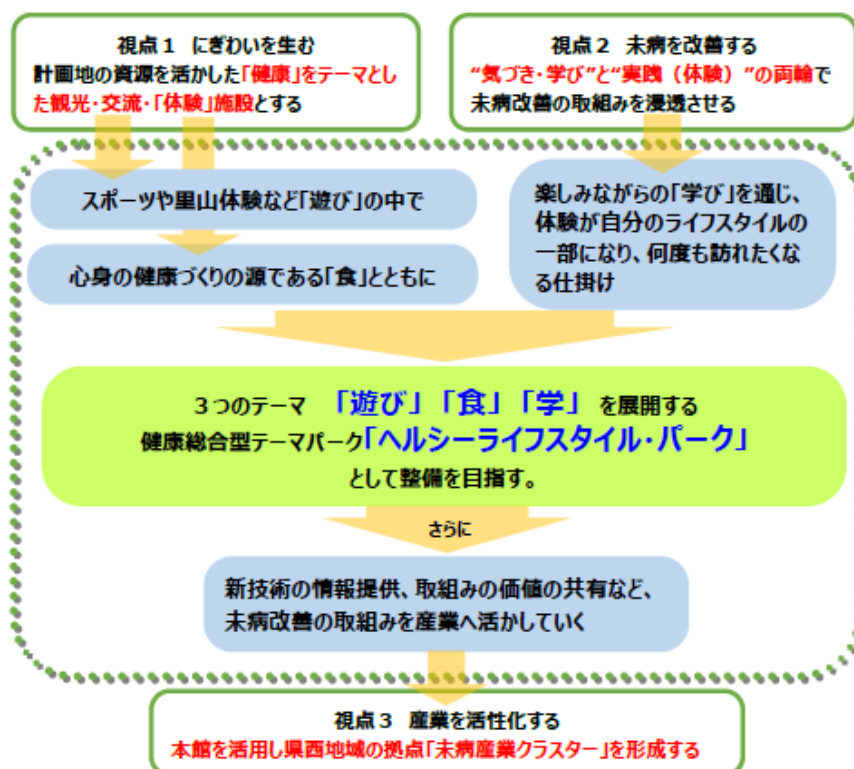 視点１ にぎわいを生む
計画地の資源を活かした「健康」をテーマとし
た観光・交流・「体験」施設とする
視点２ 未病を改善する
“気づき・学び”と“実践（体験）”の両輪で
未病改善の取組みを浸透させる
スポーツや里山体験など「遊び」の中で
心身の健康づくりの源である「食」とともに
楽しみながらの「学び」を通じ、
体験が自分のライフスタイルの
一部になり、何度も訪れたくな
る仕掛け
３つのテーマ 「遊び」「食」「学」 を展開する
健康総合型テーマパーク「ヘルシーライフスタイル・パーク」
として整備を目指す。
さらに
新技術の情報提供、取組みの価値の共有など、
未病改善の取組みを産業へ活かしていく
視点３ 産業を活性化する
本館を活用し県西地域の拠点「未病産業クラスター」を形成する